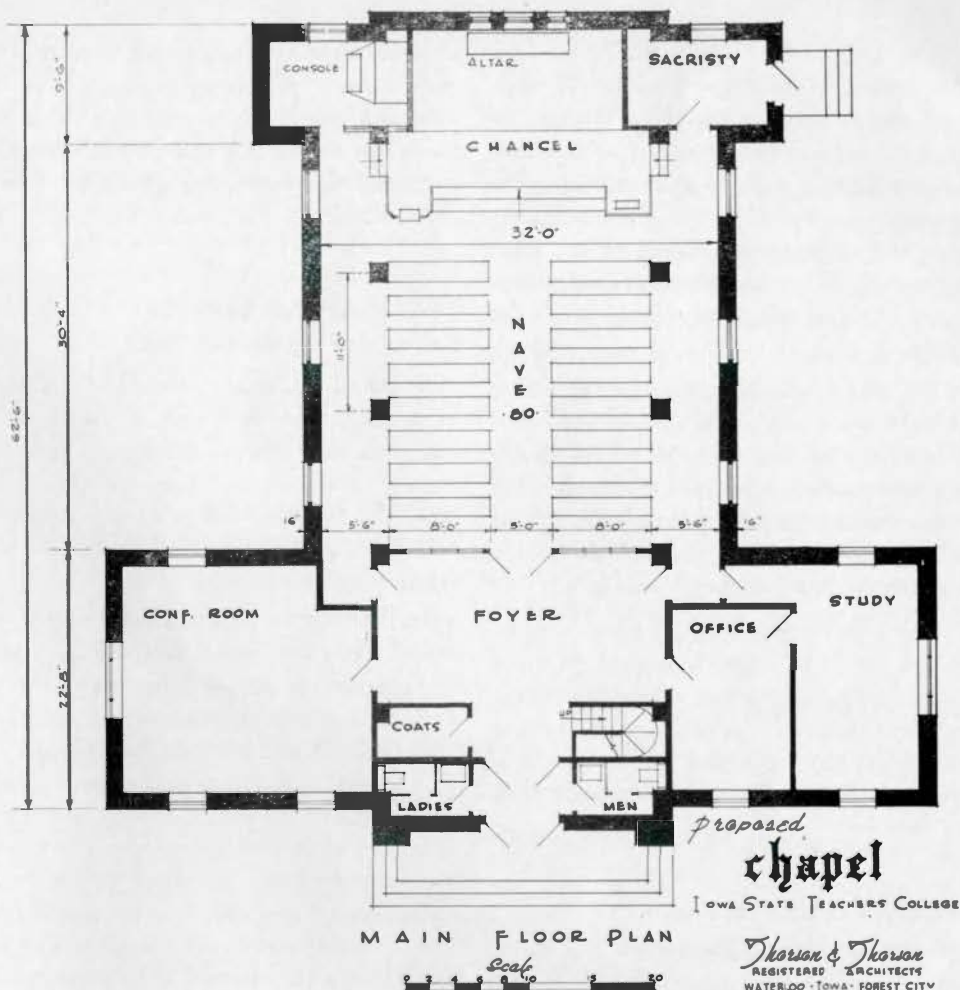 CONSOLE
ALTAR
SACRISTY
9'-6"
CHANCEL
32'-0"
30'-4"
11'-0"
NAVE
80
62'-6"
16" 5'-6" 8'-0" 5'-0" 8'-0" 5'-6" 16"
CONF. ROOM
FOYER
STUDY
OFFICE
22'-8"
COATS
UP
LADIES
MEN
proposed
chapel
IOWA STATE TEACHERS COLLEGE
MAIN FLOOR PLAN
Scale
0 2 4 6 8 10 15 20
Thorson & Thorson
REGISTERED ARCHITECTS
WATERLOO - IOWA - FOREST CITY